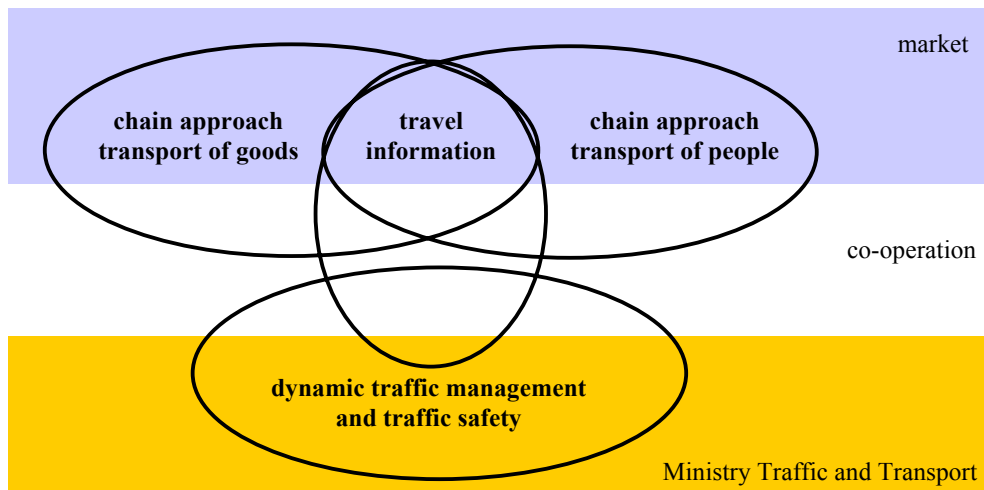 market
chain approach
transport of goods
travel
information
chain approach
transport of people
co-operation
dynamic traffic management
and traffic safety
Ministry Traffic and Transport